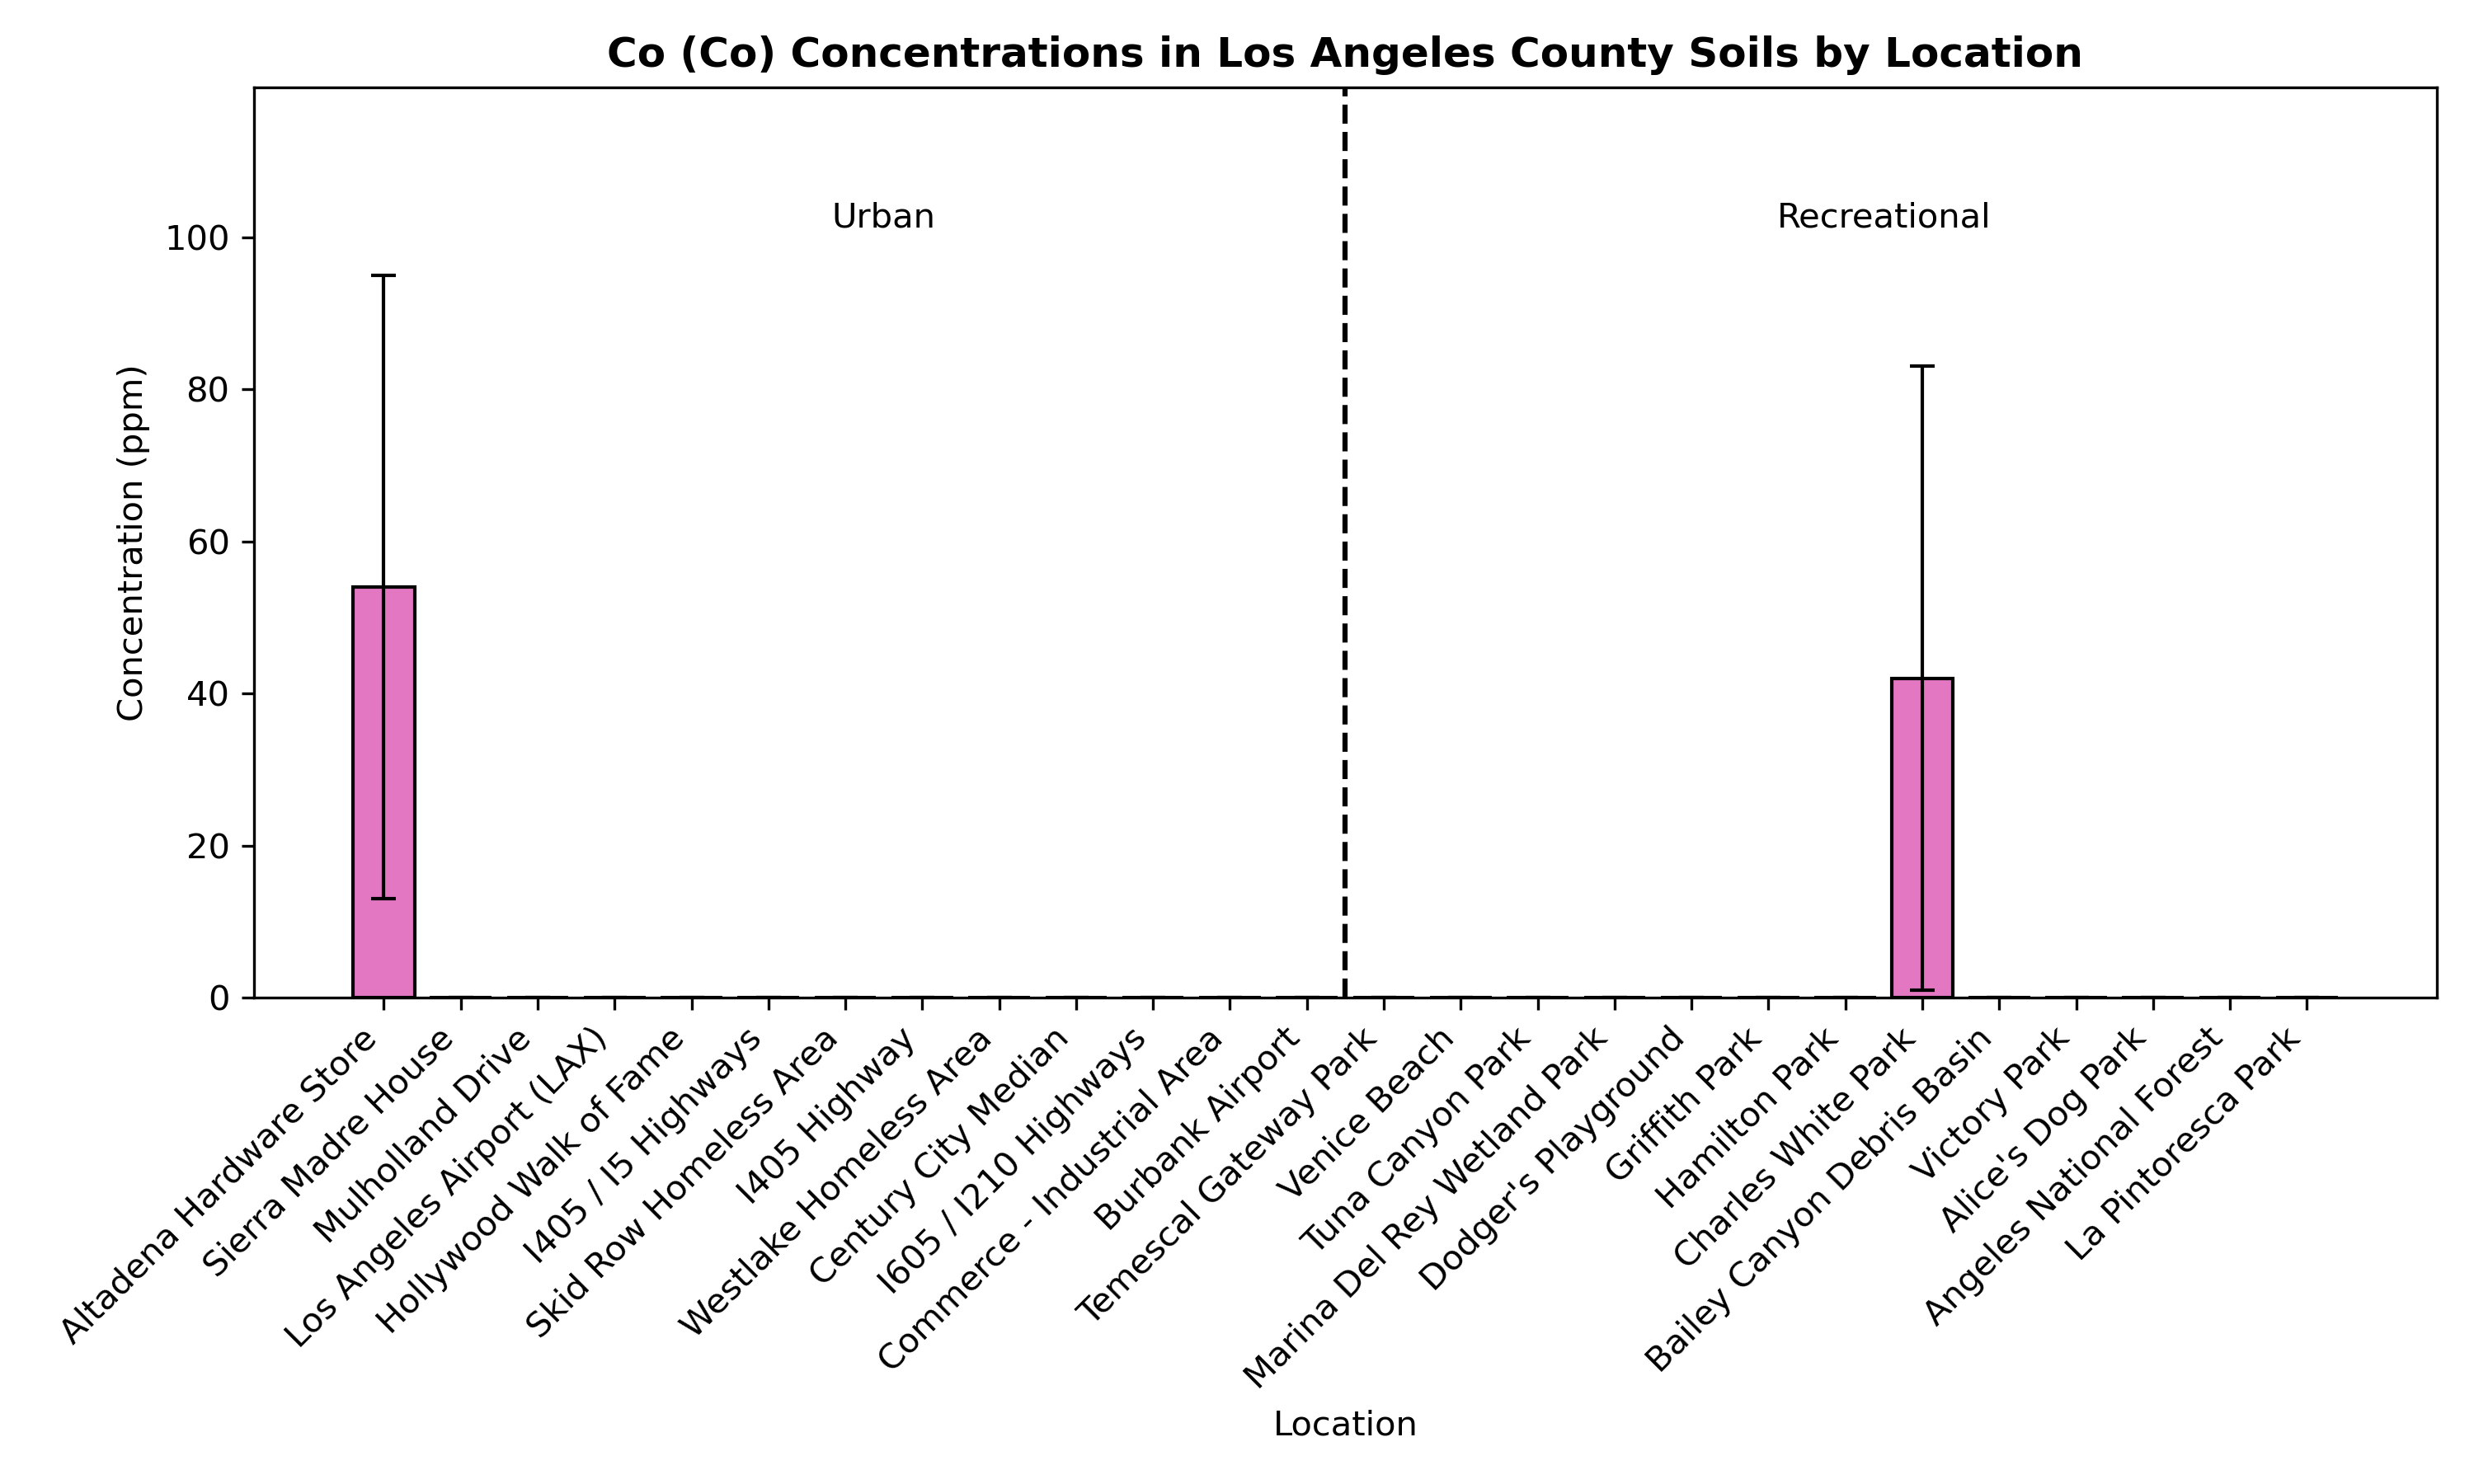 Co (Co) Concentrations in Los Angeles County Soils by Location
Urban
Recreational
100
80
60
40
20
0
Concentration (ppm)
Altadena Hardware Store
Sierra Madre House
Mulholland Drive
Los Angeles Airport (LAX)
Hollywood Walk of Fame
I405 / I5 Highways
Skid Row Homeless Area
I405 Highway
Westlake Homeless Area
Century City Median
I605 / I210 Highways
Commerce - Industrial Area
Burbank Airport
Temescal Gateway Park
Venice Beach
Tuna Canyon Park
Marina Del Rey Wetland Park
Dodger's Playground
Griffith Park
Hamilton Park
Charles White Park
Bailey Canyon Debris Basin
Victory Park
Alice's Dog Park
Angeles National Forest
La Pintoresca Park
Location